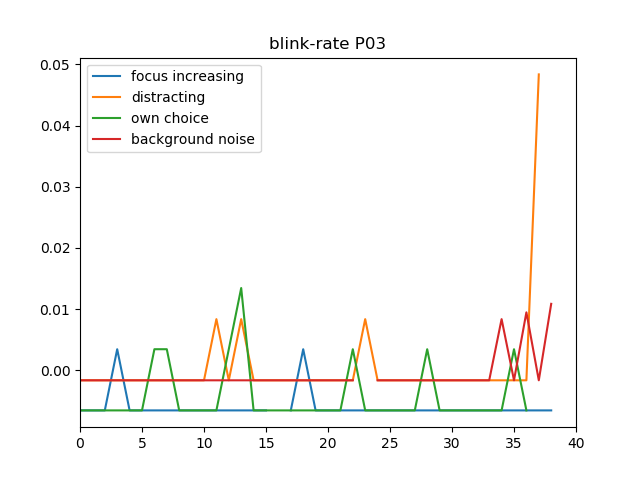 blink-rate P03
focus increasing
distracting
own choice
background noise
0.05
0.04
0.03
0.02
0.01
0.00
0 5 10 15 20 25 30 35 40